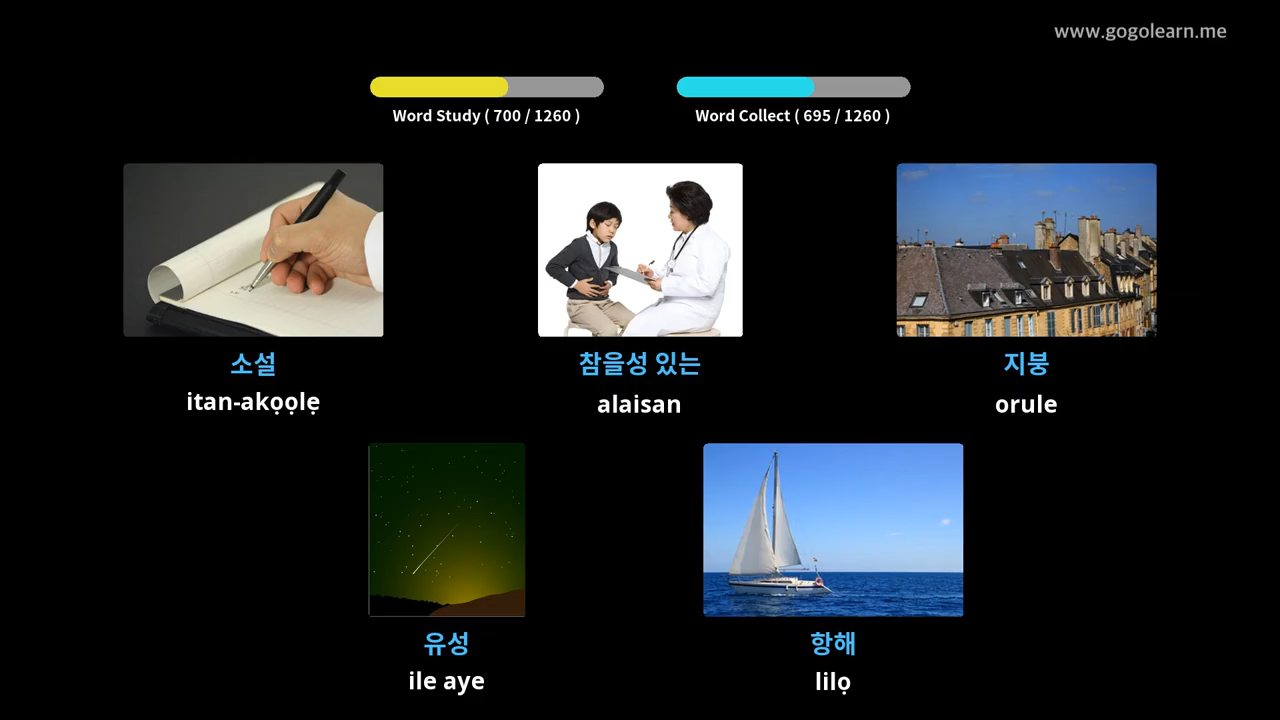 www.gogolearn.me
Word Study ( 700 / 1260 )
Word Collect ( 695 / 1260 )
소설
itan-akọọlẹ
참을성 있는
alaisan
지붕
orule
유성
ile aye
항해
lilọ